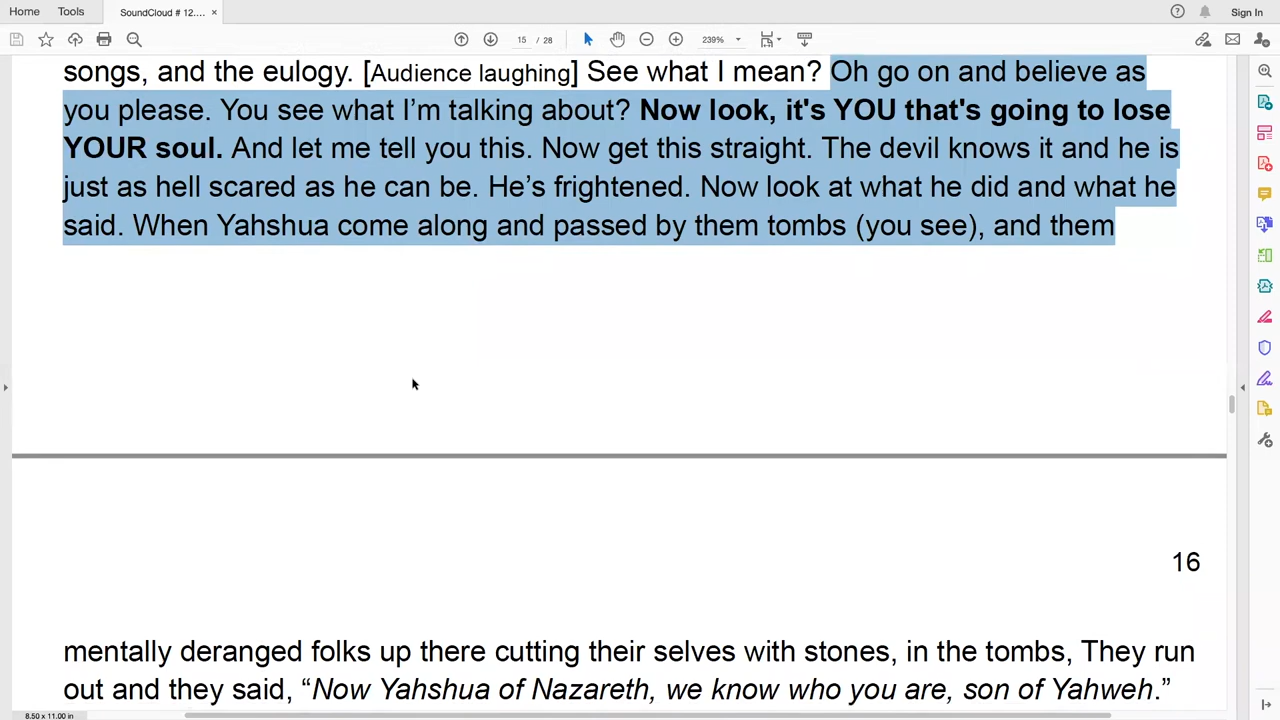 Home Tools SoundCloud # 12.... × Sign In
15 / 28 239%
songs, and the eulogy. [Audience laughing] See what I mean? Oh go on and believe as
you please. You see what I’m talking about? Now look, it's YOU that's going to lose
YOUR soul. And let me tell you this. Now get this straight. The devil knows it and he is
just as hell scared as he can be. He’s frightened. Now look at what he did and what he
said. When Yahshua come along and passed by them tombs (you see), and them
16
mentally deranged folks up there cutting their selves with stones, in the tombs, They run
out and they said, “Now Yahshua of Nazareth, we know who you are, son of Yahweh.”
8.50 x 11.00 in